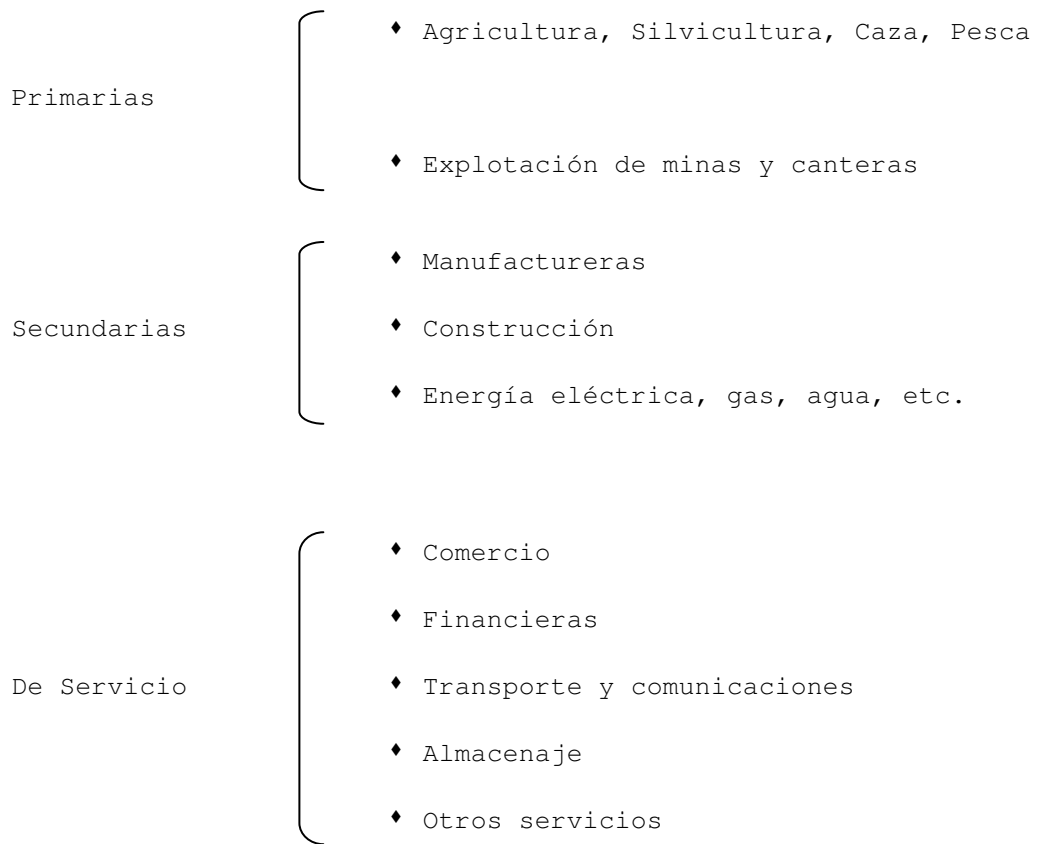 ♦ Agricultura, Silvicultura, Caza, Pesca
Primarias
♦ Explotación de minas y canteras
♦ Manufactureras
Secundarias ♦ Construcción
♦ Energía eléctrica, gas, agua, etc.
♦ Comercio
♦ Financieras
De Servicio ♦ Transporte y comunicaciones
♦ Almacenaje
♦ Otros servicios